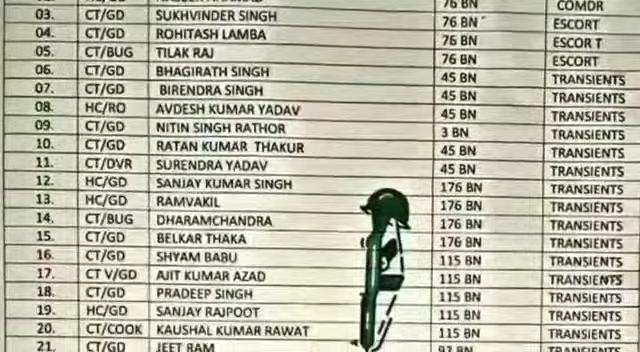 76 BN COMDR
03. CT/GD SUKHVINDER SINGH 76 BN ESCORT
04. CT/GD ROHITASH LAMBA 76 BN ESCOR T
05. CT/BUG TILAK RAJ 76 BN ESCORT
06. CT/GD BHAGIRATH SINGH 45 BN TRANSIENTS
07. CT/GD BIRENDRA SINGH 45 BN TRANSIENTS
08. HC/RO AVDESH KUMAR YADAV 45 BN TRANSIENTS
09. CT/GD NITIN SINGH RATHOR 3 BN TRANSIENTS
10. CT/GD RATAN KUMAR THAKUR 45 BN TRANSIENTS
11. CT/DVR SURENDRA YADAV 45 BN TRANSIENTS
12. HC/GD SANJAY KUMAR SINGH 176 BN TRANSIENTS
13. HC/GD RAMVAKIL 176 BN TRANSIENTS
14. CT/BUG DHARAMCHANDRA 176 BN TRANSIENTS
15. CT/GD BELKAR THAKA 176 BN TRANSIENTS
16. CT/GD SHYAM BABU 115 BN TRANSIENTS
17. CT V/GD AJIT KUMAR AZAD 115 BN TRANSIENTS
18. CT/GD PRADEEP SINGH 115 BN TRANSIENTS
19. HC/GD SANJAY RAJPOOT 115 BN TRANSIENTS
20. CT/COOK KAUSHAL KUMAR RAWAT 115 BN TRANSIENTS
21. CT/GD JEET RAM 92 BN TRANSIENTS